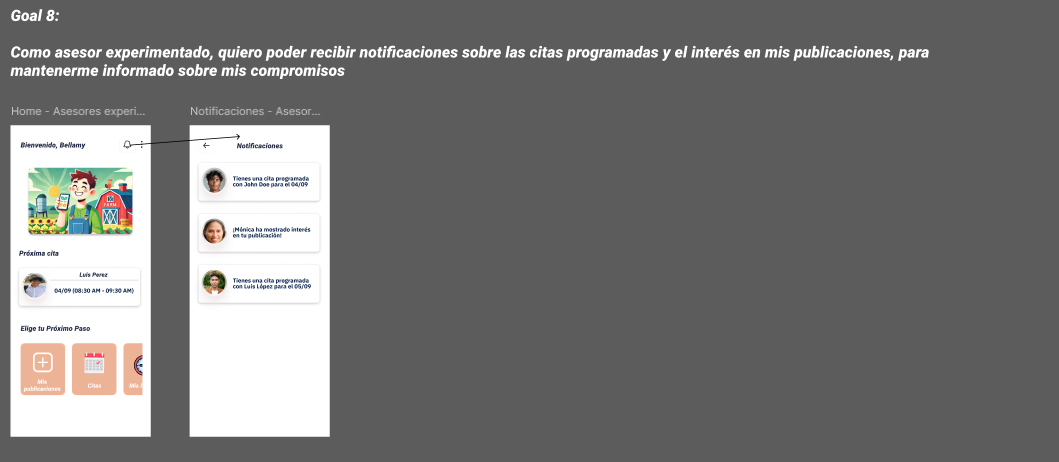 Goal 8:
Como asesor experimentado, quiero poder recibir notificaciones sobre las citas programadas y el interés en mis publicaciones, para
mantenerme informado sobre mis compromisos
Home - Asesores experi...
Notificaciones - Asesor...
Bienvenido, Bellamy
FARM
Próxima cita
Luis Perez
04/09 (08:30 AM - 09:30 AM)
Elige tu Próximo Paso
Mis
publicaciones
Citas
Mis
Notificaciones
Tienes una cita programada
con John Doe para el 04/09
¡Mónica ha mostrado interés
en tu publicación!
Tienes una cita programada
con Luis López para el 05/09